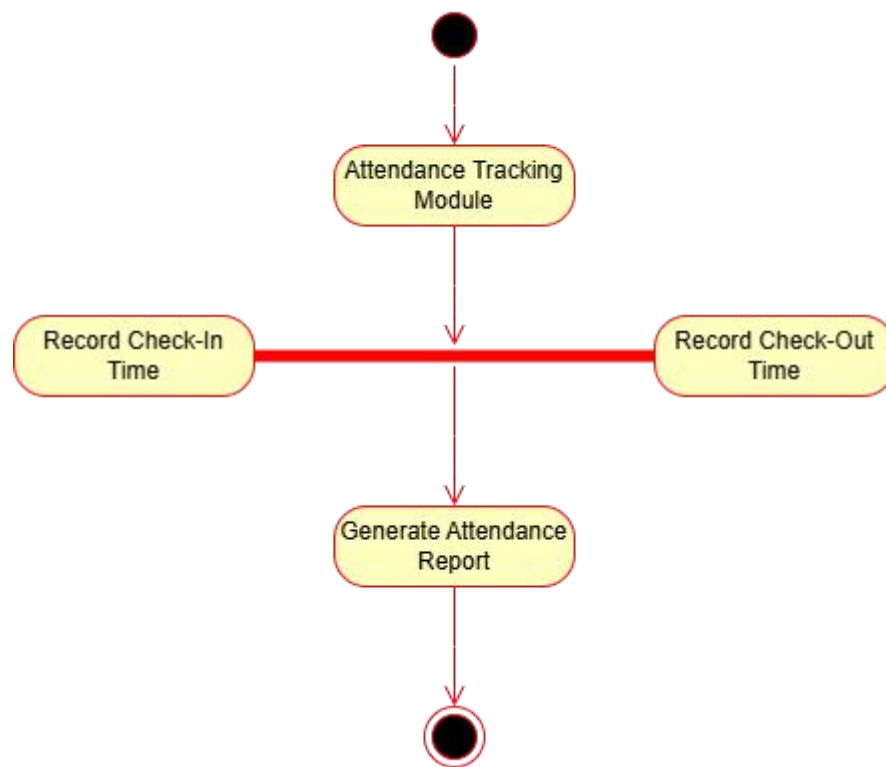 Attendance Tracking
Module
Record Check-In
Time
Record Check-Out
Time
Generate Attendance
Report